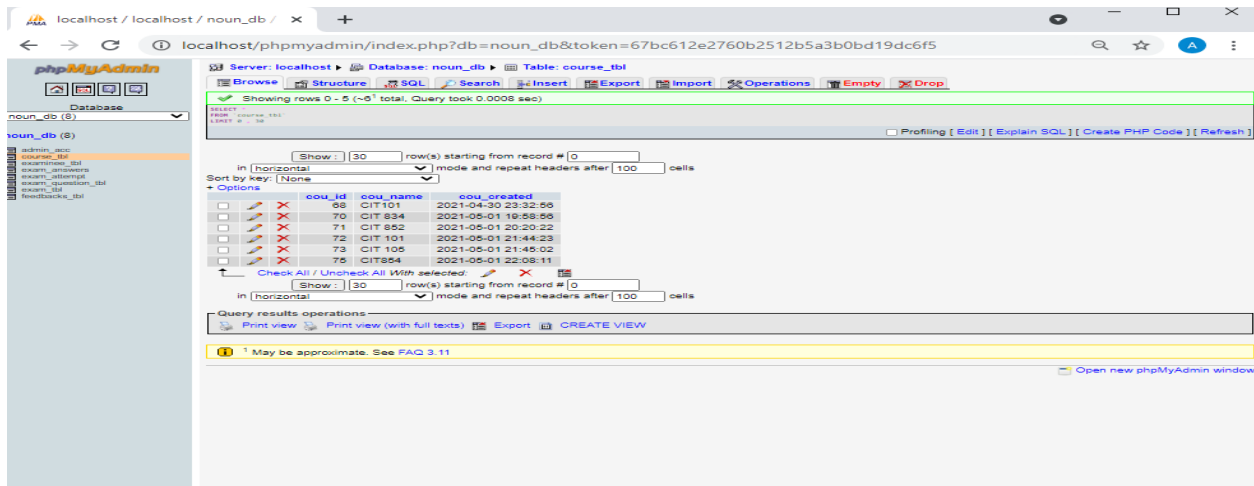 localhost / localhost / noun_db /
localhost/phpmyadmin/index.php?db=noun_db&token=67bc612e2760b2512b5a3b0bd19dc6f5
A
phpMyAdmin
Database
noun_db (8)
noun_db (8)
admin_acc
course_tbl
examinee_tbl
exam_answers
exam_attempt
exam_question_tbl
exam_tbl
feedbacks_tbl
Server: localhost ▸ Database: noun_db ▸ Table: course_tbl
Browse Structure SQL Search Insert Export Import Operations Empty Drop
Showing rows 0 - 5 (~6¹ total, Query took 0.0008 sec)
SELECT *
FROM `course_tbl`
LIMIT 0 , 30
Profiling [ Edit ] [ Explain SQL ] [ Create PHP Code ] [ Refresh ]
Show : 30 row(s) starting from record # 0
in horizontal mode and repeat headers after 100 cells
Sort by key: None
+ Options
cou_id cou_name cou_created
68 CIT101 2021-04-30 23:32:56
70 CIT 834 2021-05-01 19:58:56
71 CIT 852 2021-05-01 20:20:22
72 CIT 101 2021-05-01 21:44:23
73 CIT 105 2021-05-01 21:45:02
75 CIT854 2021-05-01 22:08:11
Check All / Uncheck All With selected:
Show : 30 row(s) starting from record # 0
in horizontal mode and repeat headers after 100 cells
Query results operations
Print view Print view (with full texts) Export CREATE VIEW
¹ May be approximate. See FAQ 3.11
Open new phpMyAdmin window